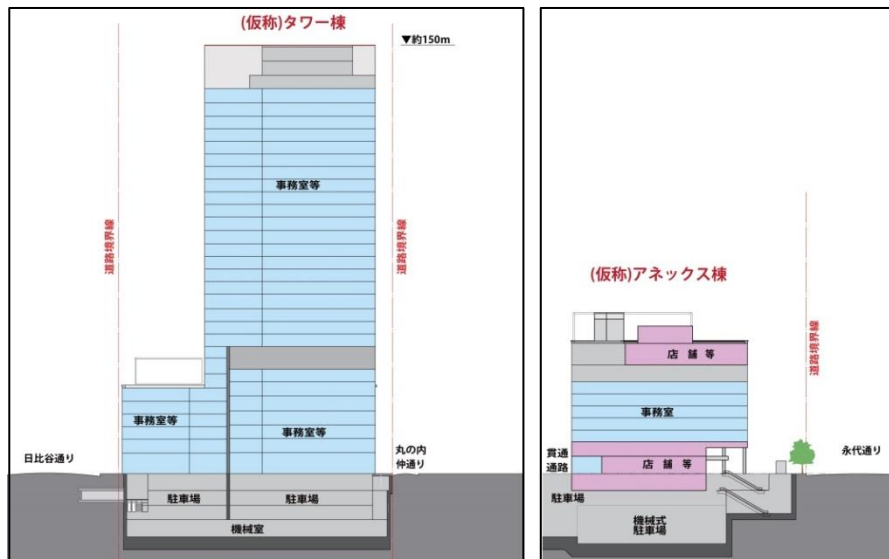 (仮称)タワー棟
▼約150m
事務室等
道路境界線
道路境界線
事務室等
事務室等
日比谷通り
丸の内
仲通り
駐車場
駐車場
機械室
(仮称)アネックス棟
道路境界線
店舗等
事務室
貫通
通路
店舗等
永代通り
駐車場
機械式
駐車場